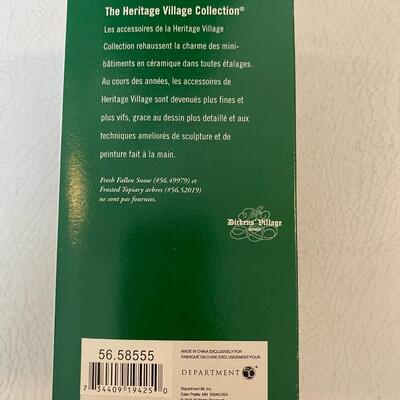 The Heritage Village Collection®
Les accessoires de la Heritage Village
Collection rehaussent la charme des mini-
bâtiments en céramique dans toutes étalages.
Au cours des années, les accessoires de
Heritage Village sont devenués plus fines et
plus vifs, grace au dessin plus detaillé et aux
techniques ameliorés de sculpture et de
peinture fait à la main.
Fresh Fallen Snow (#56.49979) et
Frosted Topiary arbres (#56.52019)
ne sont pas fournies.
Dickens' Village
Series
56.58555
7 34409 19425 0
MADE IN CHINA EXCLUSIVELY FOR
FABRIQUÉ EN CHINE EXCLUSIVEMENT POUR
DEPARTMENT 56
Department 56, Inc.
Eden Prairie MN 55344 USA